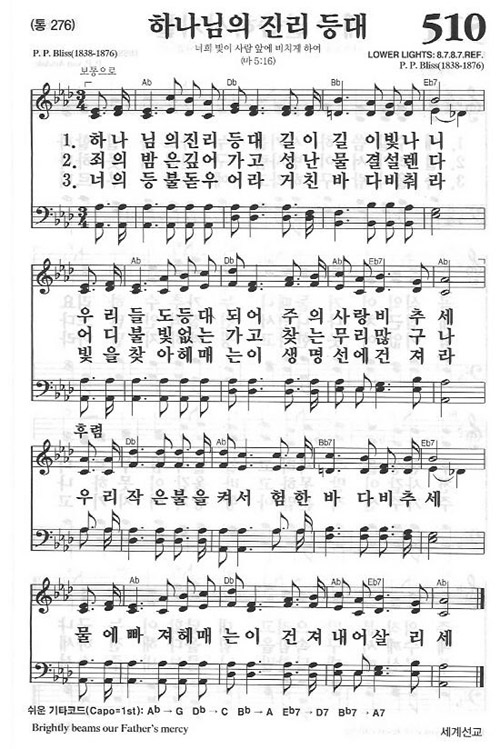 (통 276)
하나님의 진리 등대
510
너희 빛이 사람 앞에 비치게 하여
P. P. Bliss(1838-1876)
(마 5:16)
LOWER LIGHTS: 8.7.8.7.REF.
P. P. Bliss(1838-1876)
보통으로
Ab Db Bb Eb7
1. 하나 님 의진리 등대 길 이 길 이빛나 니
2. 죄의 밤 은깊어 가고 성 난 물 결설렌 다
3. 너의 등 불돋우 어라 거 친 바 다비춰 라
Ab Db Ab Eb7 Ab
우 리 들 도등대 되어 주 의 사랑비 추 세
어 디 불 빛없는 가고 찾 는 무리많 구 나
빛 을 찾 아헤매 는이 생 명 선에건 져 라
후렴
Ab Db Ab Bb7 Eb7
우 리 작 은불을 켜서 험 한 바 다비추 세
Ab Db Ab Eb7 Ab
물 에 빠 져헤매 는이 건 져 내어살 리 세
쉬운 기타코드(Capo=1st): Ab → G Db → C Bb → A Eb7 → D7 Bb7 → A7
Brightly beams our Father's mercy
세계선교